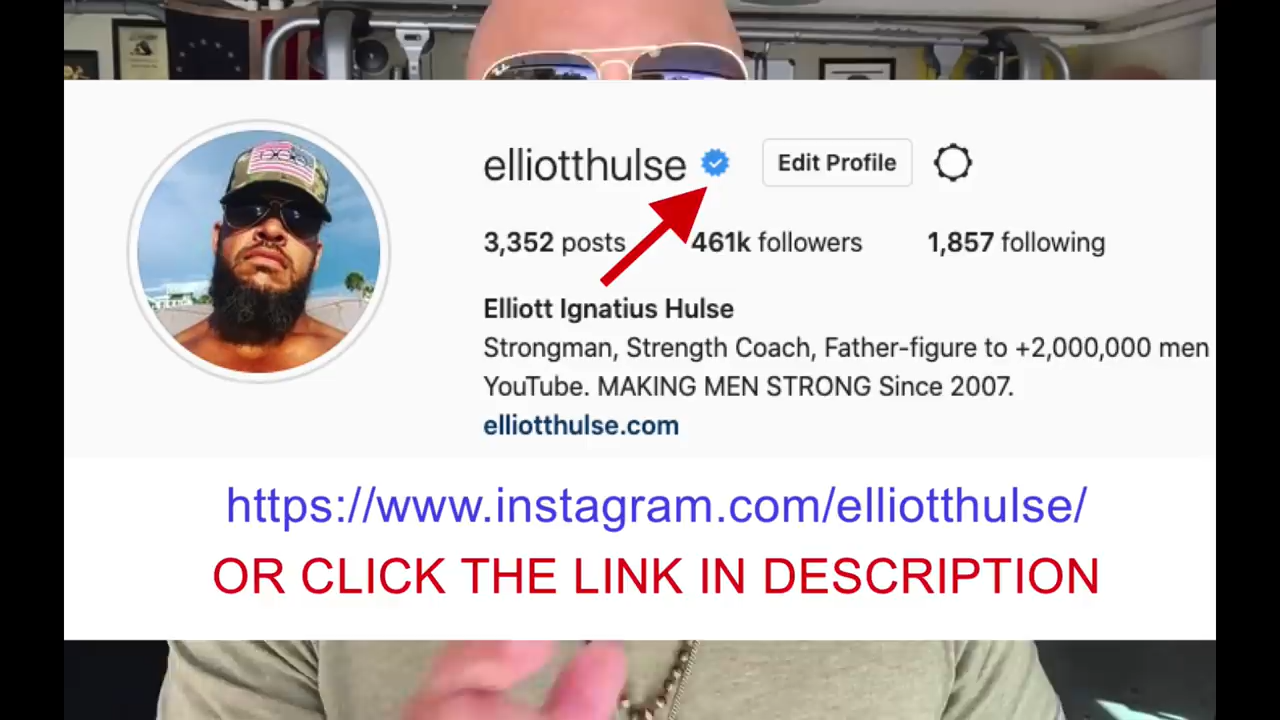 elliotthulse Edit Profile
3,352 posts 461k followers 1,857 following
Elliott Ignatius Hulse
Strongman, Strength Coach, Father-figure to +2,000,000 men
YouTube. MAKING MEN STRONG Since 2007.
elliotthulse.com
https://www.instagram.com/elliotthulse/
OR CLICK THE LINK IN DESCRIPTION